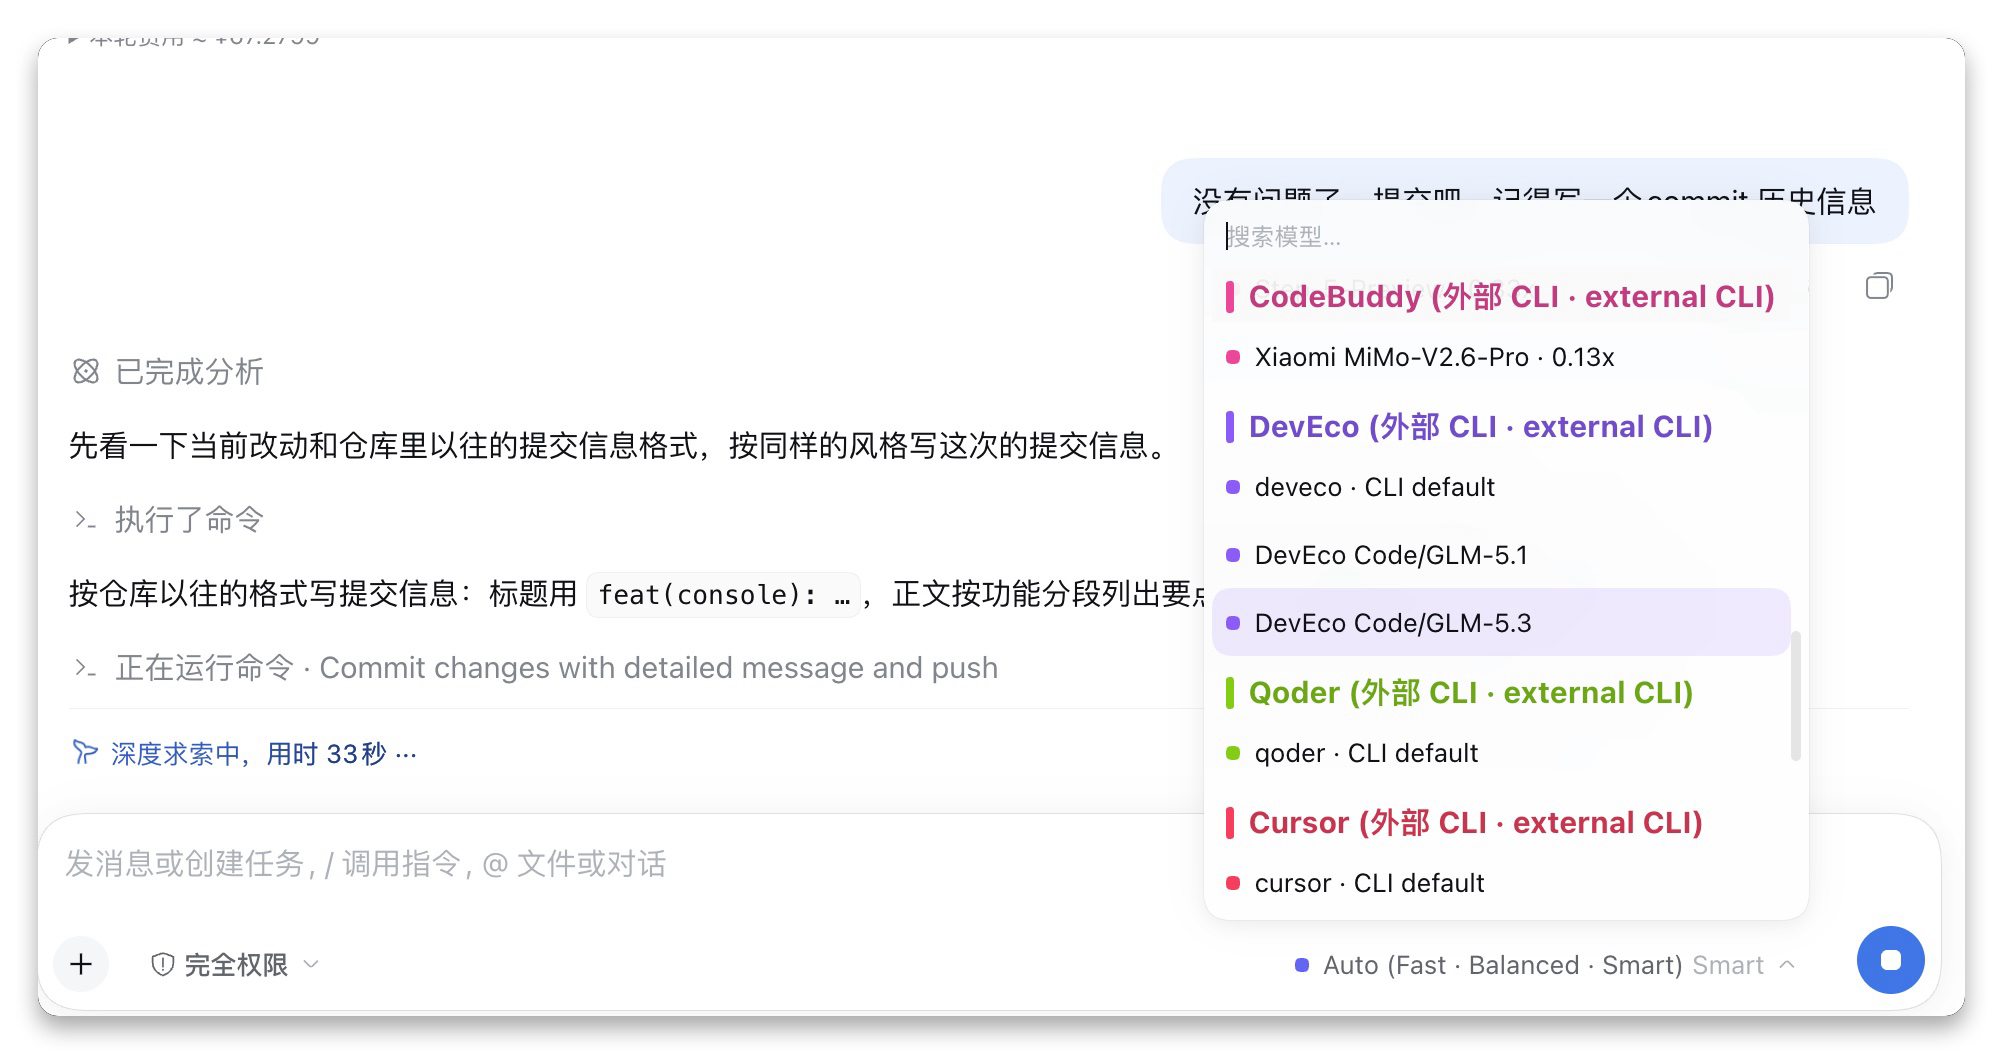 没有问题了，提交吧，记得写一个commit 历史信息
搜索模型...
CodeBuddy (外部 CLI · external CLI)
Xiaomi MiMo-V2.6-Pro · 0.13x
DevEco (外部 CLI · external CLI)
deveco · CLI default
DevEco Code/GLM-5.1
DevEco Code/GLM-5.3
Qoder (外部 CLI · external CLI)
qoder · CLI default
Cursor (外部 CLI · external CLI)
cursor · CLI default
已完成分析
先看一下当前改动和仓库里以往的提交信息格式，按同样的风格写这次的提交信息。
执行了命令
按仓库以往的格式写提交信息：标题用 feat(console): …，正文按功能分段列出要点
正在运行命令 · Commit changes with detailed message and push
深度求索中，用时 33秒 ···
发消息或创建任务, / 调用指令, @ 文件或对话
完全权限
Auto (Fast · Balanced · Smart) Smart